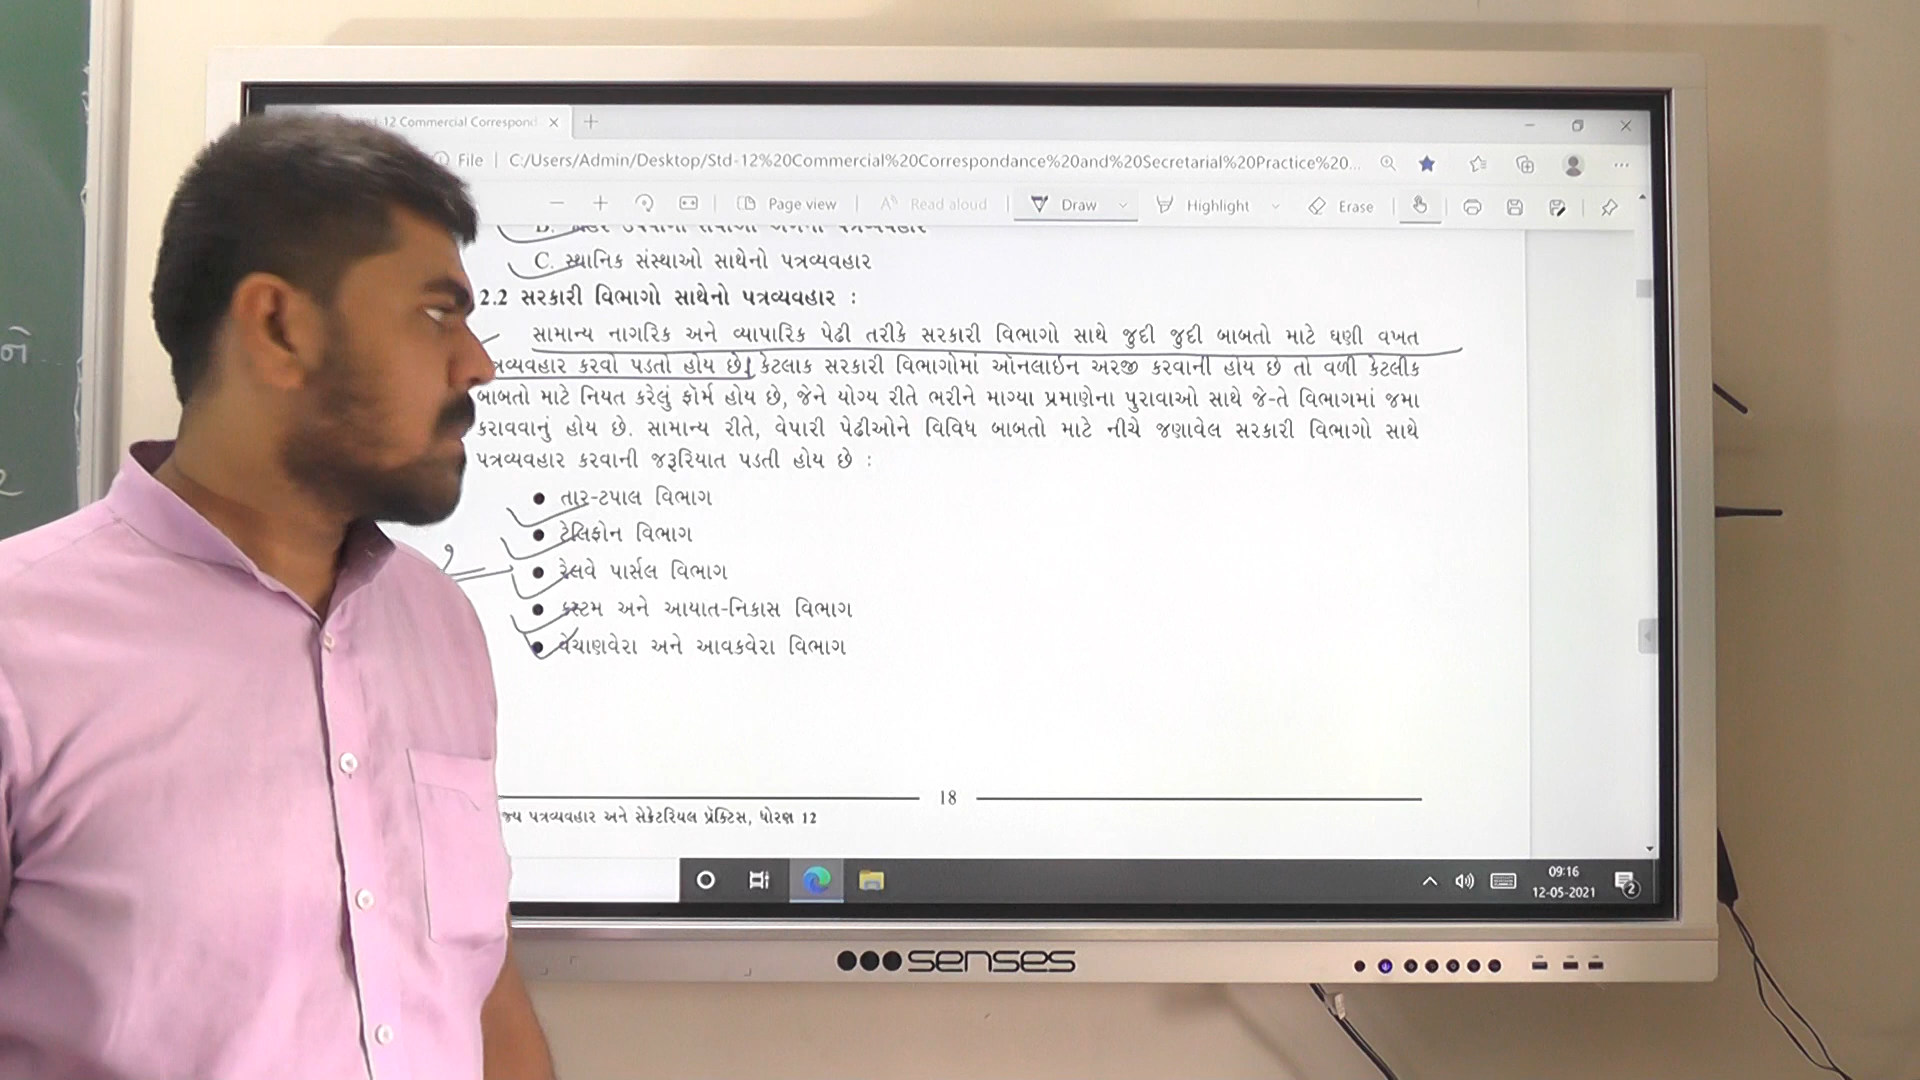 12 Commercial Correspond
File
C:/Users/Admin/Desktop/Std-12%20Commercial%20Correspondance%20and%20Secretarial%20Practice%20...
Page view
Read aloud
Draw
Highlight
Erase
C. સ્થાનિક સંસ્થાઓ સાથેનો પત્રવ્યવહાર
2.2 સરકારી વિભાગો સાથેનો પત્રવ્યવહાર :
સામાન્ય નાગરિક અને વ્યાપારિક પેઢી તરીકે સરકારી વિભાગો સાથે જુદી જુદી બાબતો માટે ઘણી વખત
ત્રવ્યવહાર કરવો પડતો હોય છે. કેટલાક સરકારી વિભાગોમાં ઑનલાઇન અરજી કરવાની હોય છે તો વળી કેટલીક
બાબતો માટે નિયત કરેલું ફૉર્મ હોય છે, જેને યોગ્ય રીતે ભરીને માગ્યા પ્રમાણેના પુરાવાઓ સાથે જે-તે વિભાગમાં જમા
કરાવવાનું હોય છે. સામાન્ય રીતે, વેપારી પેઢીઓને વિવિધ બાબતો માટે નીચે જણાવેલ સરકારી વિભાગો સાથે
પત્રવ્યવહાર કરવાની જરૂરિયાત પડતી હોય છે :
● તાર-ટપાલ વિભાગ
● ટેલિફોન વિભાગ
● રેલવે પાર્સલ વિભાગ
● કસ્ટમ અને આયાત-નિકાસ વિભાગ
● વેચાણવેરા અને આવકવેરા વિભાગ
18
જ્ય પત્રવ્યવહાર અને સેક્રેટરિયલ પ્રૅક્ટિસ, ધોરણ 12
09:16
12-05-2021
2
senses